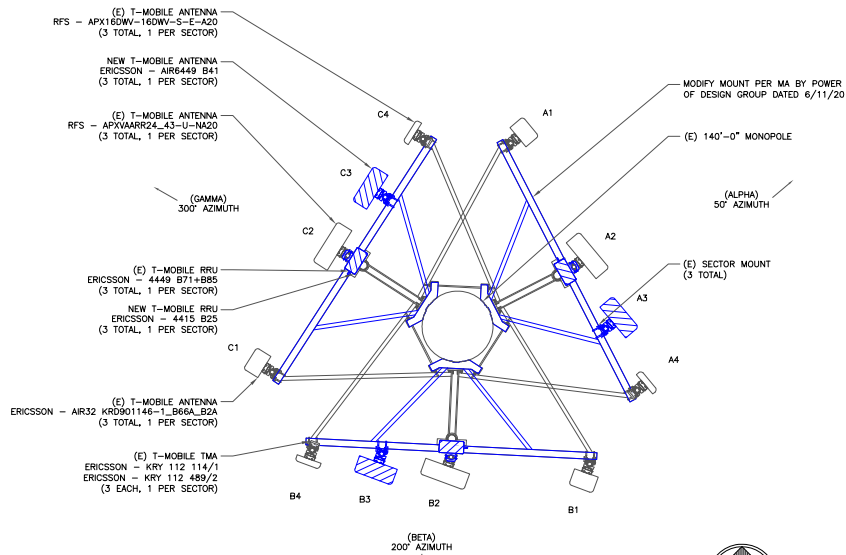 (E) T-MOBILE ANTENNA
RFS - APX16DWV-16DWV-S-E-A20
(3 TOTAL, 1 PER SECTOR)
NEW T-MOBILE ANTENNA
ERICSSON - AIR6449 B41
(3 TOTAL, 1 PER SECTOR)
(E) T-MOBILE ANTENNA
RFS - APXVAARR24_43-U-NA20
(3 TOTAL, 1 PER SECTOR)
(GAMMA)
300° AZIMUTH
(E) T-MOBILE RRU
ERICSSON - 4449 B71+B85
(3 TOTAL, 1 PER SECTOR)
NEW T-MOBILE RRU
ERICSSON - 4415 B25
(3 TOTAL, 1 PER SECTOR)
(E) T-MOBILE ANTENNA
ERICSSON - AIR32 KRD901146-1_B66A_B2A
(3 TOTAL, 1 PER SECTOR)
(E) T-MOBILE TMA
ERICSSON - KRY 112 114/1
ERICSSON - KRY 112 489/2
(3 EACH, 1 PER SECTOR)
C4
C3
C2
C1
A1
A2
A3
A4
B4
B3
B2
B1
MODIFY MOUNT PER MA BY POWER
OF DESIGN GROUP DATED 6/11/20
(E) 140'-0" MONOPOLE
(ALPHA)
50° AZIMUTH
(E) SECTOR MOUNT
(3 TOTAL)
(BETA)
200° AZIMUTH